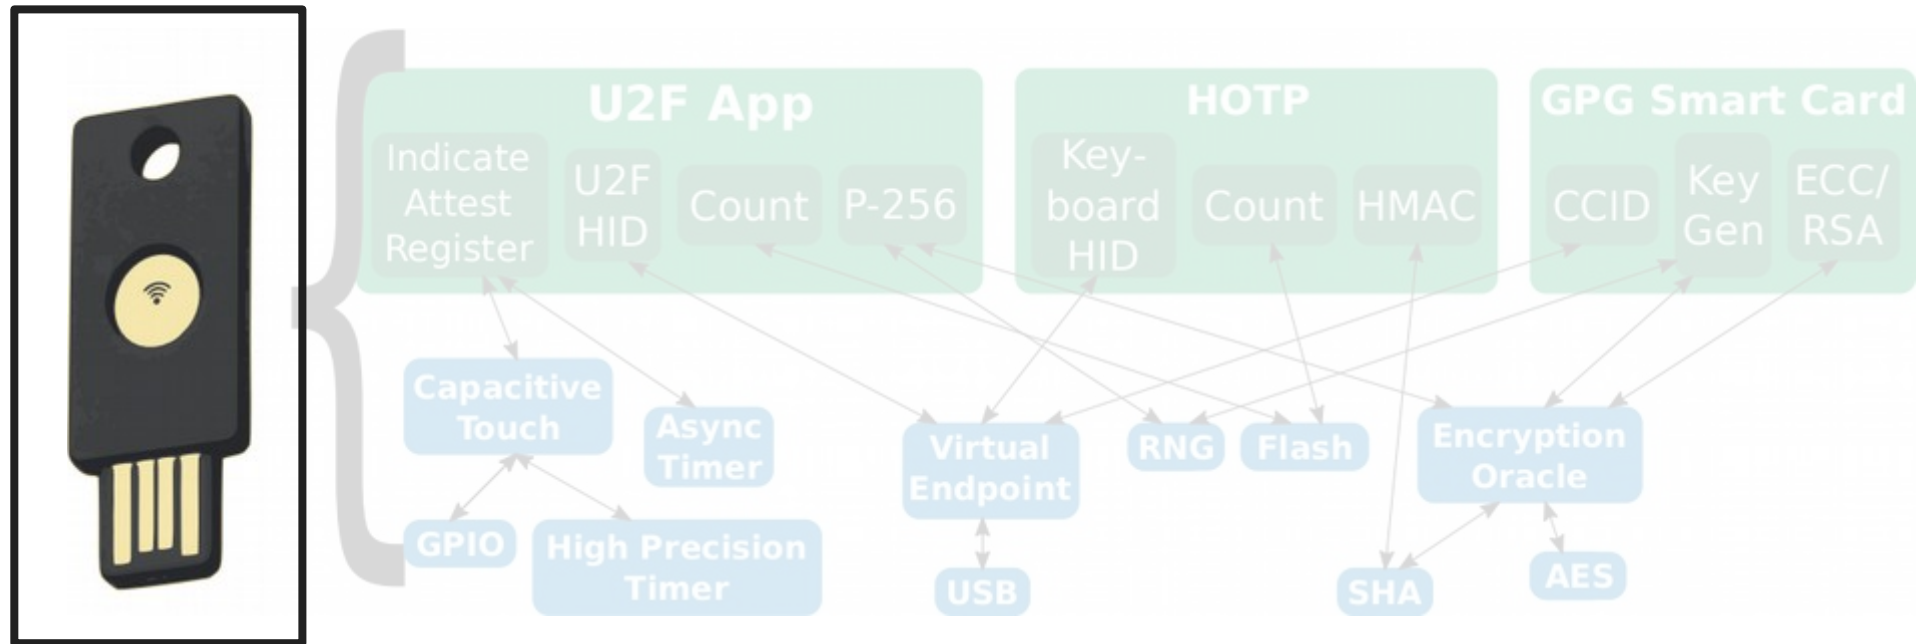 U2F App
Indicate
Attest
Register
U2F
HID
Count
P-256
HOTP
Key-
board
HID
Count
HMAC
GPG Smart Card
CCID
Key
Gen
ECC/
RSA
Capacitive
Touch
Async
Timer
Virtual
Endpoint
RNG
Flash
Encryption
Oracle
GPIO
High Precision
Timer
USB
SHA
AES